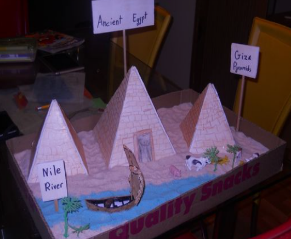 Ancient Egypt
Giza
Pyramids
Nile
River
Quality Snacks